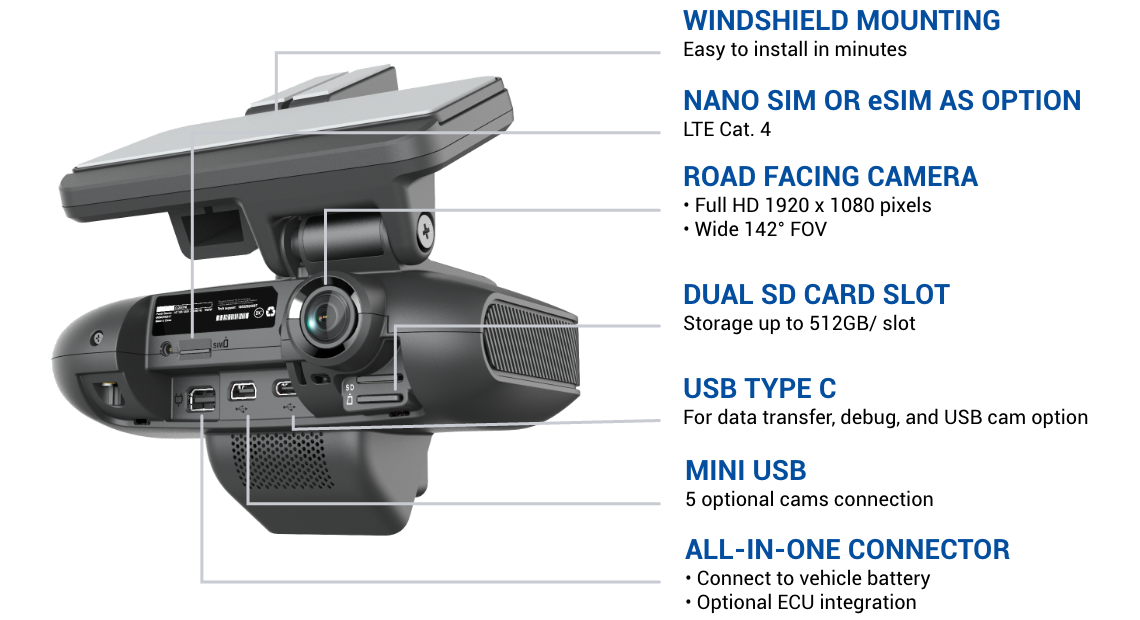 WINDSHIELD MOUNTING
Easy to install in minutes
NANO SIM OR eSIM AS OPTION
LTE Cat. 4
ROAD FACING CAMERA
• Full HD 1920 x 1080 pixels
• Wide 142° FOV
DUAL SD CARD SLOT
Storage up to 512GB/ slot
USB TYPE C
For data transfer, debug, and USB cam option
MINI USB
5 optional cams connection
ALL-IN-ONE CONNECTOR
• Connect to vehicle battery
• Optional ECU integration
SIM
SD